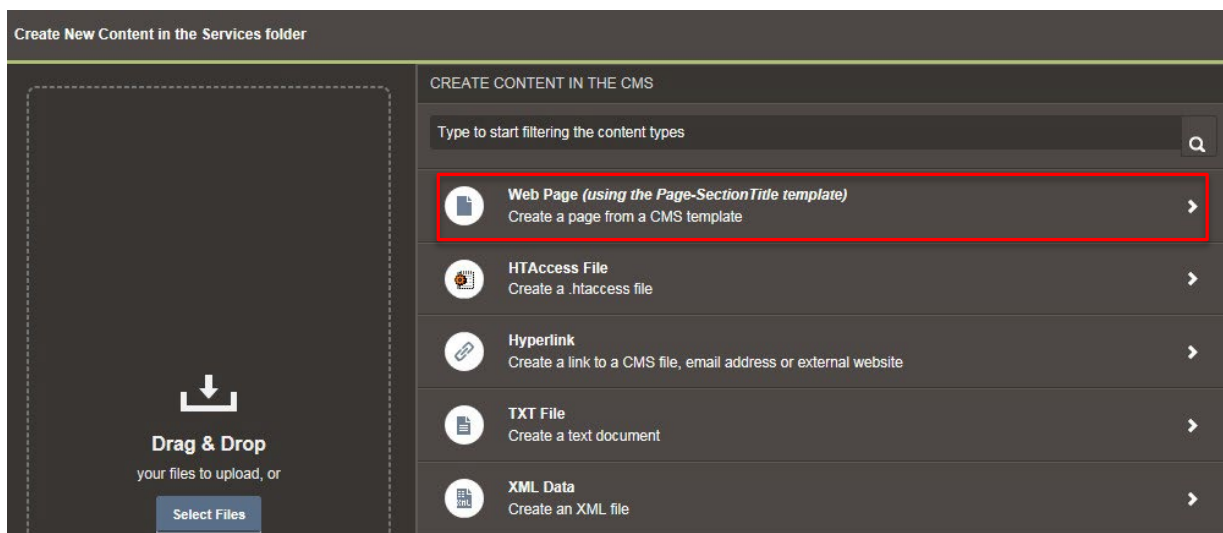 Create New Content in the Services folder
CREATE CONTENT IN THE CMS
Type to start filtering the content types
Web Page (using the Page-SectionTitle template)
Create a page from a CMS template
HTAccess File
Create a .htaccess file
Hyperlink
Create a link to a CMS file, email address or external website
TXT File
Create a text document
XML Data
Create an XML file
Drag & Drop
your files to upload, or
Select Files